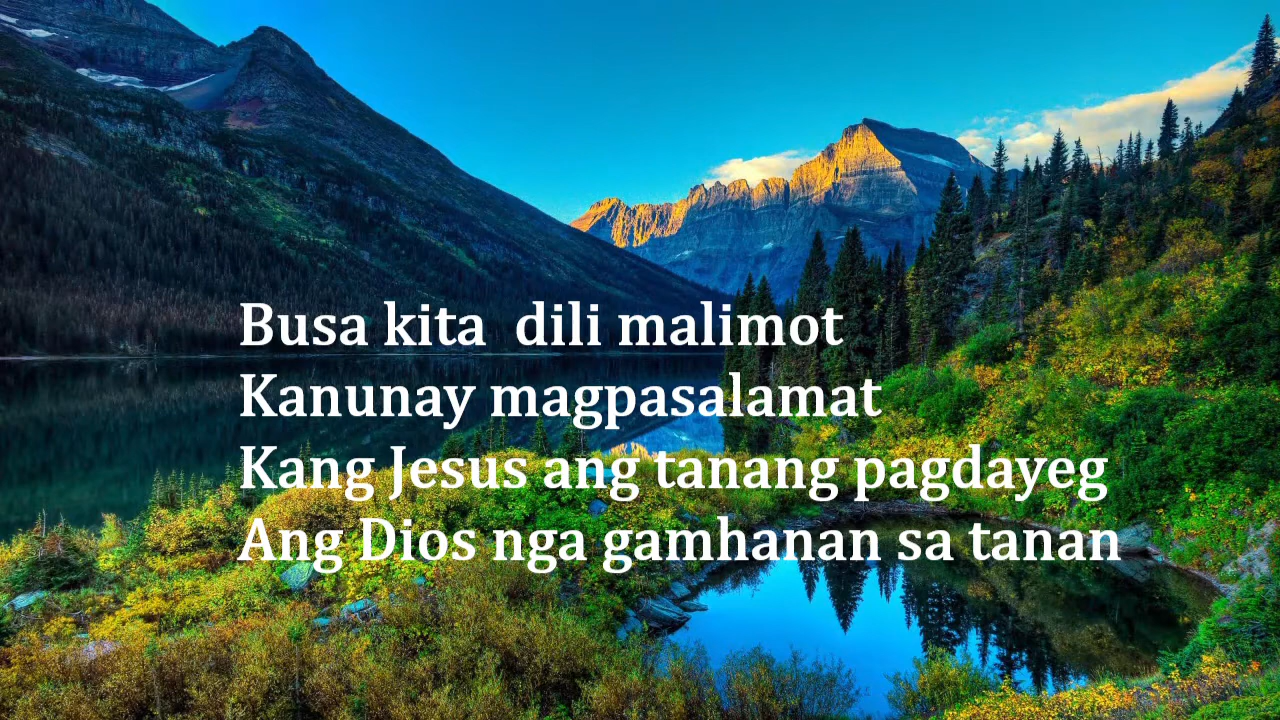 Busa kita  dili malimot
Kanunay magpasalamat
Kang Jesus ang tanang pagdayeg
Ang Dios nga gamhanan sa tanan